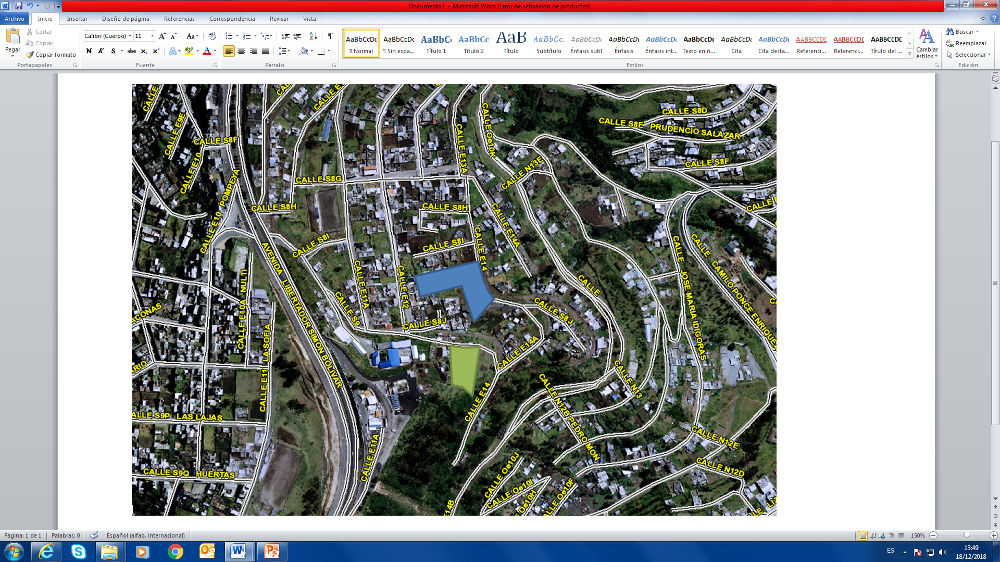 Documento7 - Microsoft Word (Error de activación de productos)
Archivo Inicio Insertar Diseño de página Referencias Correspondencia Revisar Vista
Pegar
Cortar
Copiar
Copiar formato
Portapapeles
Calibri (Cuerpo) 11
N K S abc x₂ x²
Fuente
Párrafo
AaBbCcDc AaBbCcDc AaBbC AaBbCc AaB AaBbCc. AaBbCcDc AaBbCcDc AaBbCcDc AaBbCcDc AaBbCcDc AaBbCcDc AABBCCDE AABBCCDE AABBCCDE
¶ Normal ¶ Sin espa... Título 1 Título 2 Título Subtítulo Énfasis sutil Énfasis Énfasis int... Texto en n... Cita Cita desta... Referenci... Referenci... Título del ...
Estilos
Cambiar estilos
Buscar
Reemplazar
Seleccionar
Edición
CALLE S8D
CALLE S8E PRUDENCIO SALAZAR
CALLE S8F
CALLE E9E
CALLE S8F
CALLE E10
CALLE E10 POMPEYA
CALLE E13A
CALLE Oe10K
CALLE N13E
CALLE S8G
CALLE S8H
CALLE S8H
CALLE E14A
CALLE S8I
CALLE S8I
CALLE E14
AVENIDA LIBERTADOR SIMON BOLIVAR
CALLE E10A NULTI
CALLE E11A
CALLE E12
CALLE S9
CALLE S8J
CALLE S8J
CALLE
CALLE JOSE MARIA IDIGORAS
CALLE CAMILO PONCE ENRIQUEZ
ACONAS
ARIO
CALLE E11 LA SOFIA
CALLE E14A
CALLE E14
CALLE N13
CALLE N12B PEDRO MON
CALLE N12E
CALLE N12D
ALLE S9P LAS LAJAS
CALLE S9Q HUERTAS
CALLE E11A
CALLE Oe10J
CALLE Oe10I
Oe10H
ALLE Oe10F
E14B
Página: 1 de 1 Palabras: 0 Español (alfab. internacional) 150%
ES
13:49
18/12/2018